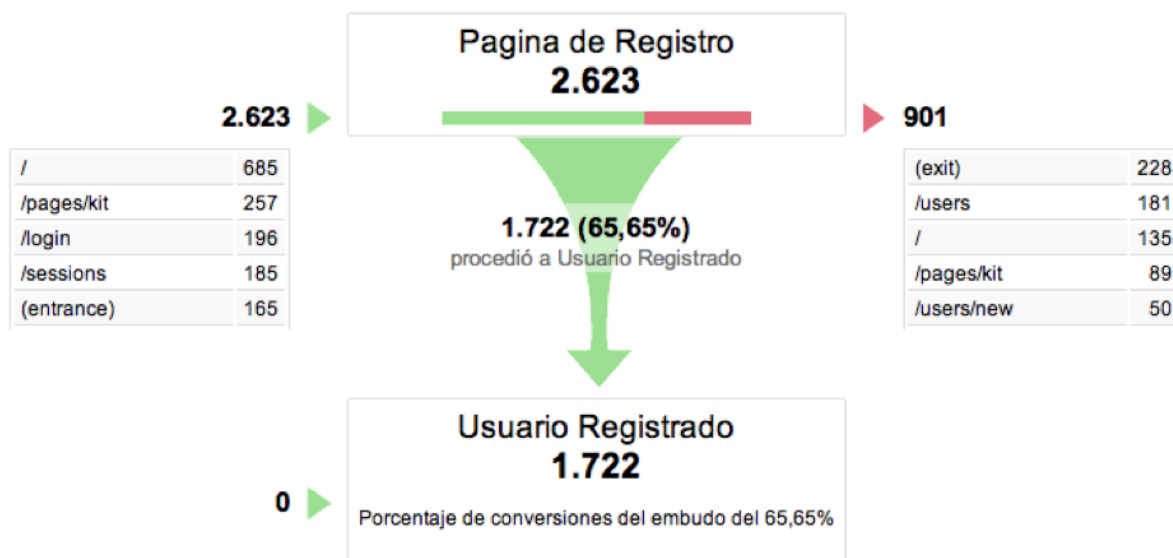 Pagina de Registro
2.623
2.623
901
/ 685
/pages/kit 257
/login 196
/sessions 185
(entrance) 165
(exit) 228
/users 181
/ 135
/pages/kit 89
/users/new 50
1.722 (65,65%)
procedió a Usuario Registrado
Usuario Registrado
1.722
0
Porcentaje de conversiones del embudo del 65,65%